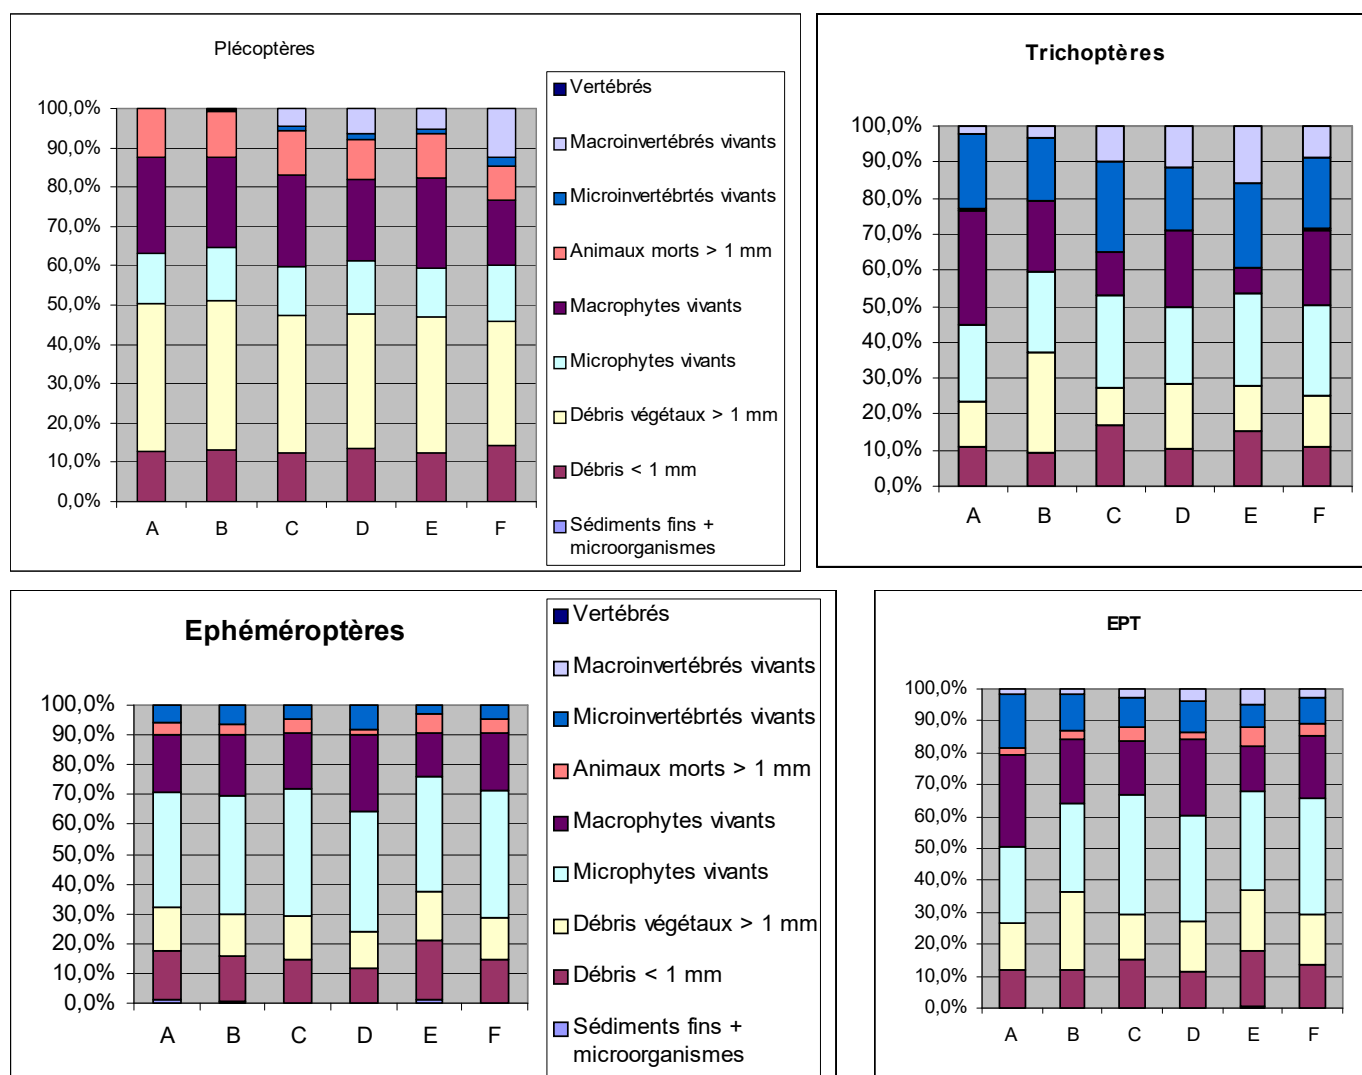 Plécoptères
100,0%
90,0%
80,0%
70,0%
60,0%
50,0%
40,0%
30,0%
20,0%
10,0%
0,0%
A B C D E F
Vertébrés
Macroinvertébrés vivants
Microinvertébrtés vivants
Animaux morts > 1 mm
Macrophytes vivants
Microphytes vivants
Débris végétaux > 1 mm
Débris < 1 mm
Sédiments fins +
microorganismes
Trichoptères
100,0%
90,0%
80,0%
70,0%
60,0%
50,0%
40,0%
30,0%
20,0%
10,0%
0,0%
A B C D E F
Ephéméroptères
100,0%
90,0%
80,0%
70,0%
60,0%
50,0%
40,0%
30,0%
20,0%
10,0%
0,0%
A B C D E F
Vertébrés
Macroinvertébrés vivants
Microinvertébrtés vivants
Animaux morts > 1 mm
Macrophytes vivants
Microphytes vivants
Débris végétaux > 1 mm
Débris < 1 mm
Sédiments fins +
microorganismes
EPT
100,0%
90,0%
80,0%
70,0%
60,0%
50,0%
40,0%
30,0%
20,0%
10,0%
0,0%
A B C D E F